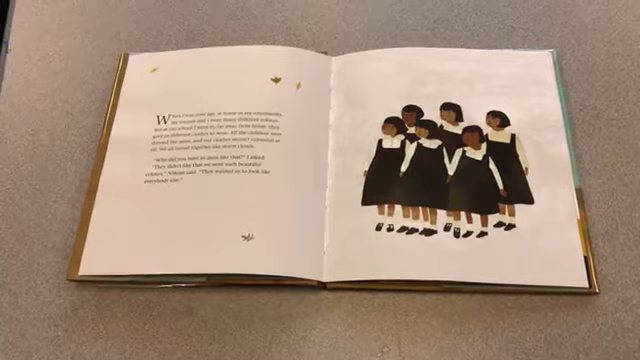 When I was your age, at home in my community,
my friends and I wore many different colours.
But at the school I went to, far away from home, they
gave us different clothes to wear. All the children were
dressed the same, and our clothes weren't colourful at
all. We all mixed together like storm clouds.
"Why did you have to dress like that?" I asked.
"They didn't like that we wore such beautiful
colours," Nókom said. "They wanted us to look like
everybody else."